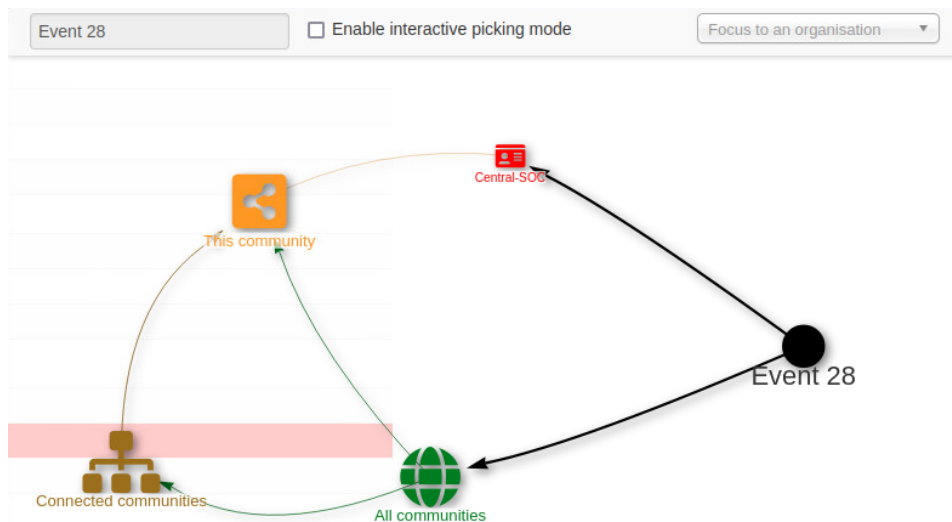 Event 28
Enable interactive picking mode
Focus to an organisation
Central-SOC
This community
Event 28
Connected communities
All communities